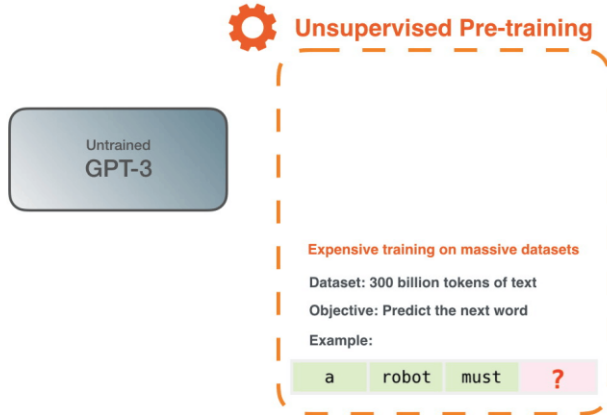 Unsupervised Pre-training
Untrained
GPT-3
Expensive training on massive datasets
Dataset: 300 billion tokens of text
Objective: Predict the next word
Example:
a robot must ?